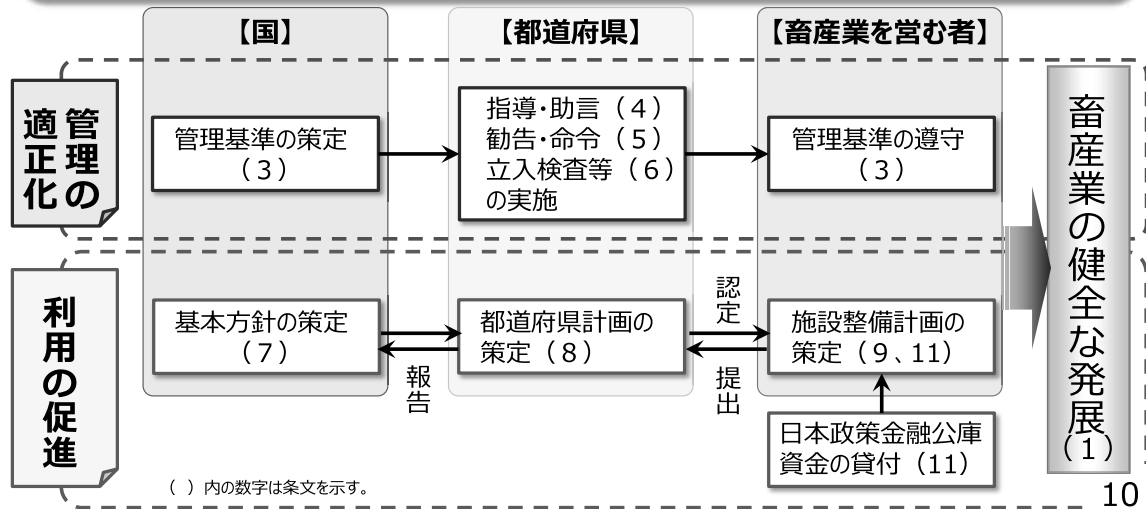 【国】
【都道府県】
【畜産業を営む者】
管理の
適正化
管理基準の策定
（３）
指導・助言（４）
勧告・命令（５）
立入検査等（６）
の実施
管理基準の遵守
（３）
利用の促進
基本方針の策定
（７）
報告
都道府県計画の
策定（８）
認定
提出
施設整備計画の
策定（９、11）
日本政策金融公庫
資金の貸付（11）
畜産業の健全な発展
（１）
（ ）内の数字は条文を示す。
10